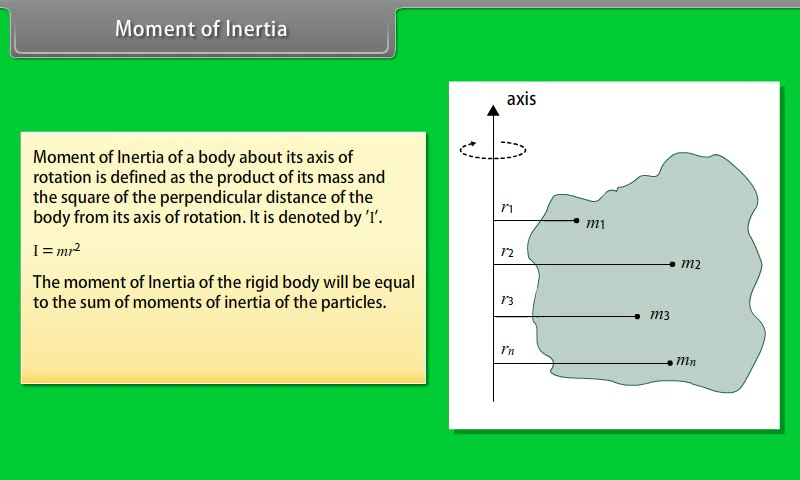 Moment of Inertia
Moment of Inertia of a body about its axis of
rotation is defined as the product of its mass and
the square of the perpendicular distance of the
body from its axis of rotation. It is denoted by 'I'.
I = mr²
The moment of Inertia of the rigid body will be equal
to the sum of moments of inertia of the particles.
axis
r1
m1
r2
m2
r3
m3
rn
mn